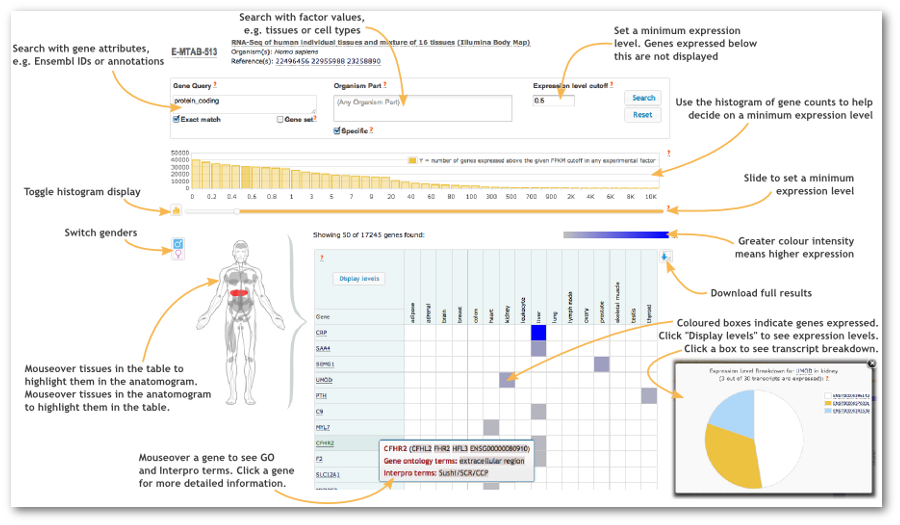 Search with factor values,
e.g. tissues or cell types
Search with gene attributes,
e.g. Ensembl IDs or annotations
E-MTAB-513
RNA-Seq of human individual tissues and mixture of 16 tissues (Illumina Body Map)
Organism(s): Homo sapiens
Reference(s): 22496456 22955988 23258890
Set a minimum expression
level. Genes expressed below
this are not displayed
Gene Query ?
Organism Part ?
Expression level cutoff ?
protein_coding
(Any Organism Part)
0.5
Search
Reset
Exact match
Gene set ?
Specific ?
Use the histogram of gene counts to help
decide on a minimum expression level
50000
40000
30000
20000
10000
0
Y = number of genes expressed above the given FPKM cutoff in any experimental factor
?
0 0.2 0.4 0.6 0.8 1 3 5 7 9 20 40 60 80 100 300 500 700 900 2K 4K 6K 8K 10K
Toggle histogram display
Slide to set a minimum
expression level
?
Switch genders
Showing 50 of 17245 genes found:
Greater colour intensity
means higher expression
?
Display levels
Download full results
Gene
adipose
adrenal
brain
breast
colon
heart
kidney
leukocyte
liver
lung
lymph node
ovary
prostate
skeletal muscle
testis
thyroid
CRP
SAA4
SEMG1
UMOD
PTH
C9
MYL7
CFHR2
F2
SLC12A1
Coloured boxes indicate genes expressed.
Click "Display levels" to see expression levels.
Click a box to see transcript breakdown.
Mouseover tissues in the table to
highlight them in the anatomogram.
Mouseover tissues in the anatomogram
to highlight them in the table.
Expression Level Breakdown for UMOD in kidney
(3 out of 30 transcripts are expressed): ?
Mouseover a gene to see GO
and Interpro terms. Click a gene
for more detailed information.
CFHR2 (CFHL2 FHR2 HFL3 ENSG00000080910)
Gene ontology terms: extracellular region
Interpro terms: Sushi/SCR/CCP